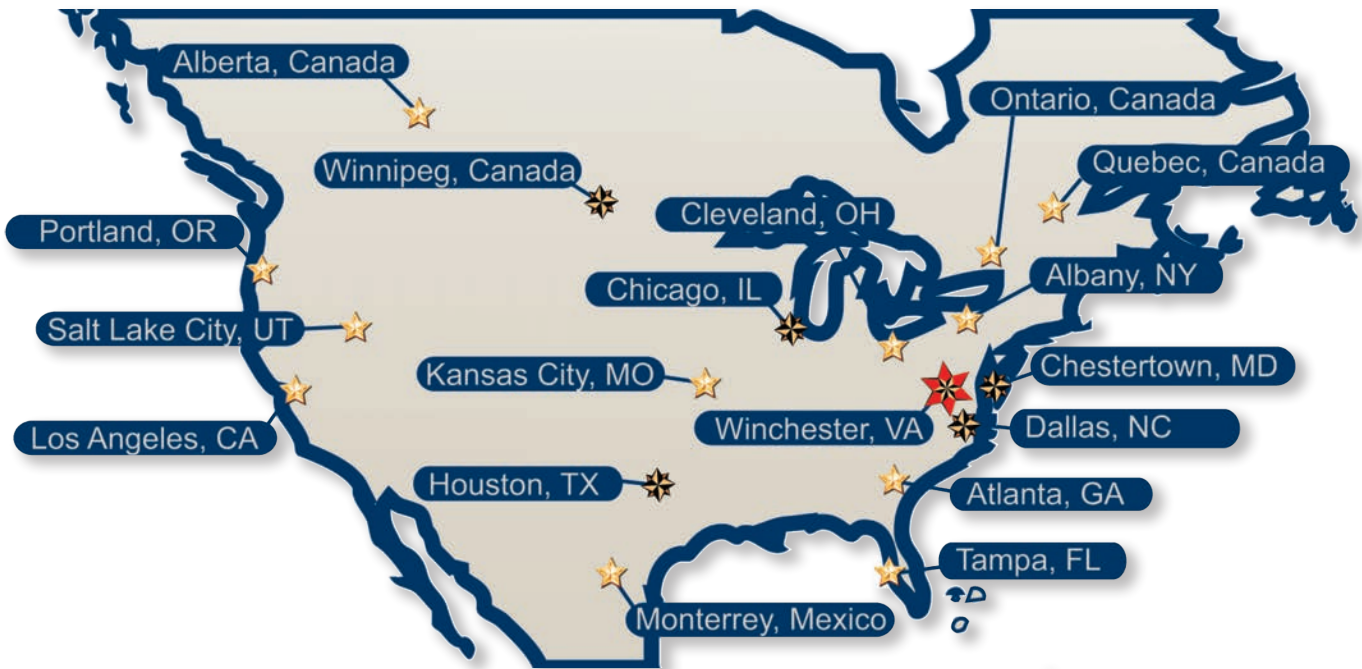 Alberta, Canada
Ontario, Canada
Winnipeg, Canada
Quebec, Canada
Cleveland, OH
Portland, OR
Chicago, IL
Albany, NY
Salt Lake City, UT
Kansas City, MO
Chestertown, MD
Winchester, VA
Dallas, NC
Los Angeles, CA
Houston, TX
Atlanta, GA
Tampa, FL
Monterrey, Mexico